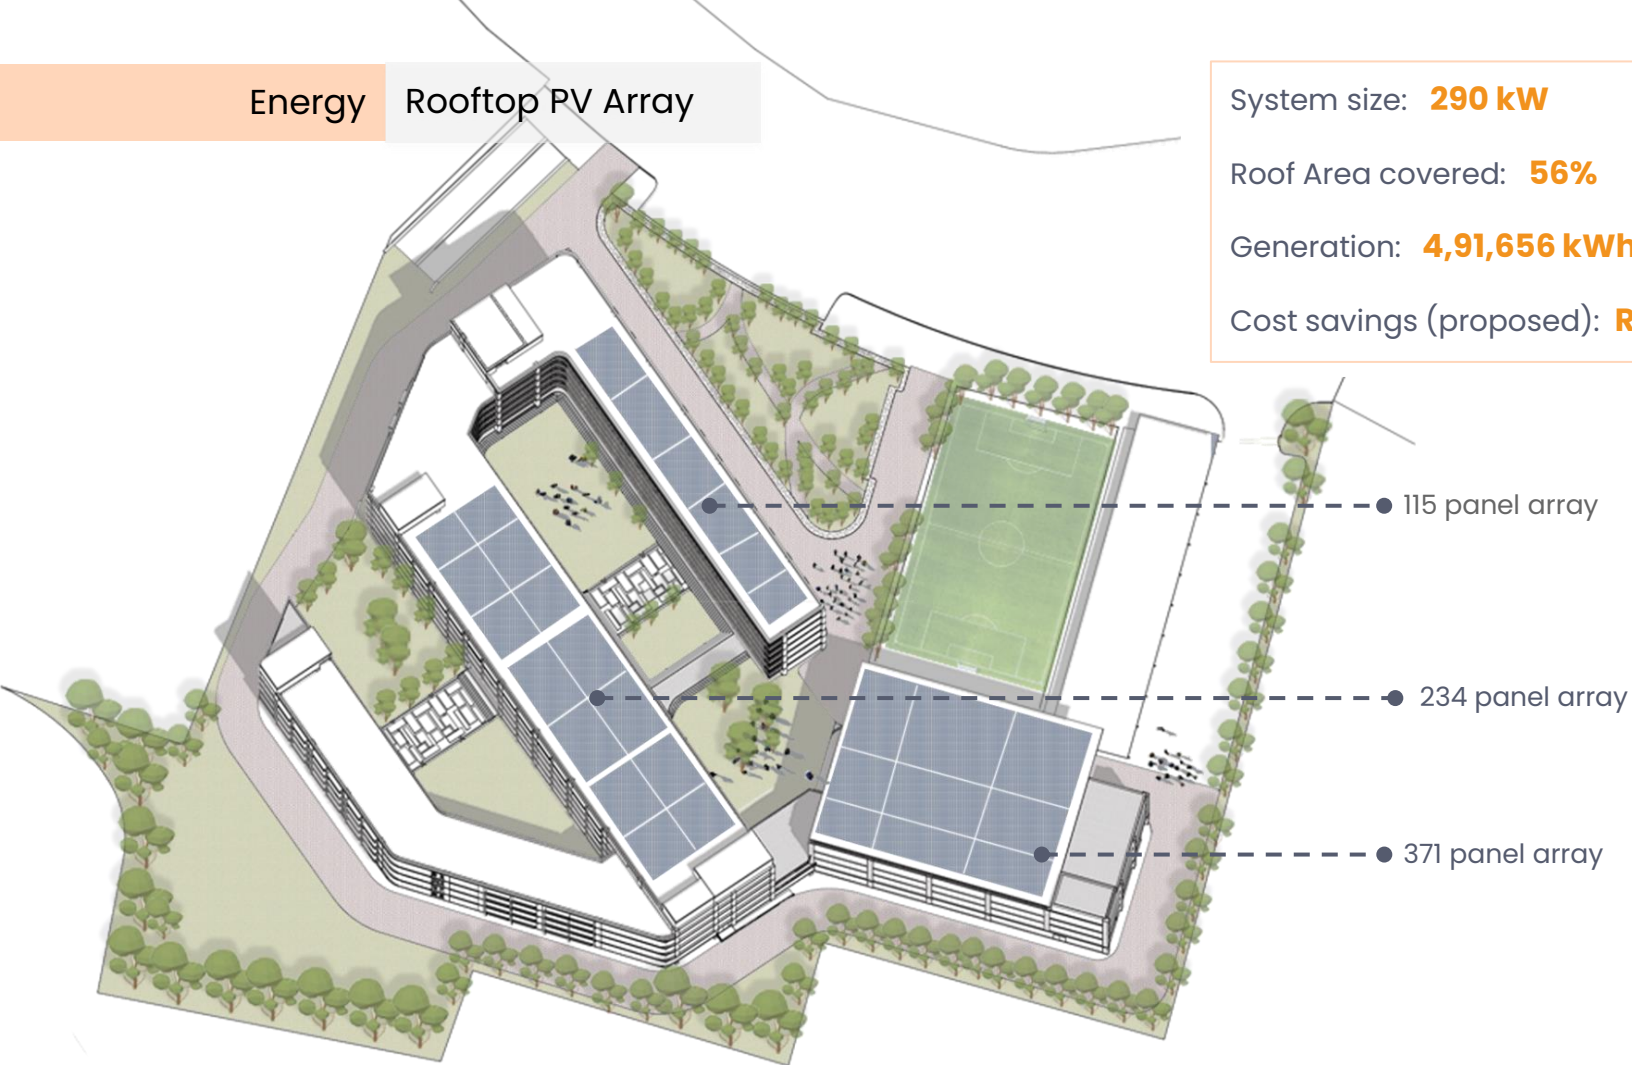 Energy Rooftop PV Array
System size: 290 kW
Roof Area covered: 56%
Generation: 4,91,656 kWh
Cost savings (proposed): R
115 panel array
234 panel array
371 panel array